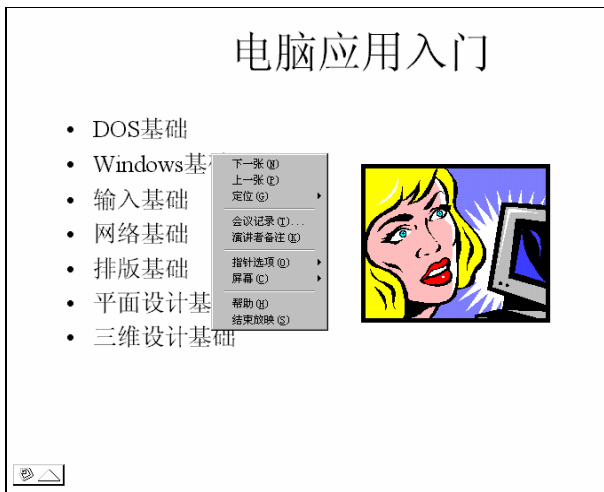 电脑应用入门
• DOS基础
• Windows基
• 输入基础
• 网络基础
• 排版基础
• 平面设计基
• 三维设计基础
下一张(N)
上一张(P)
定位(G)
会议记录(T)...
演讲者备注(K)
指针选项(O)
屏幕(C)
帮助(H)
结束放映(S)